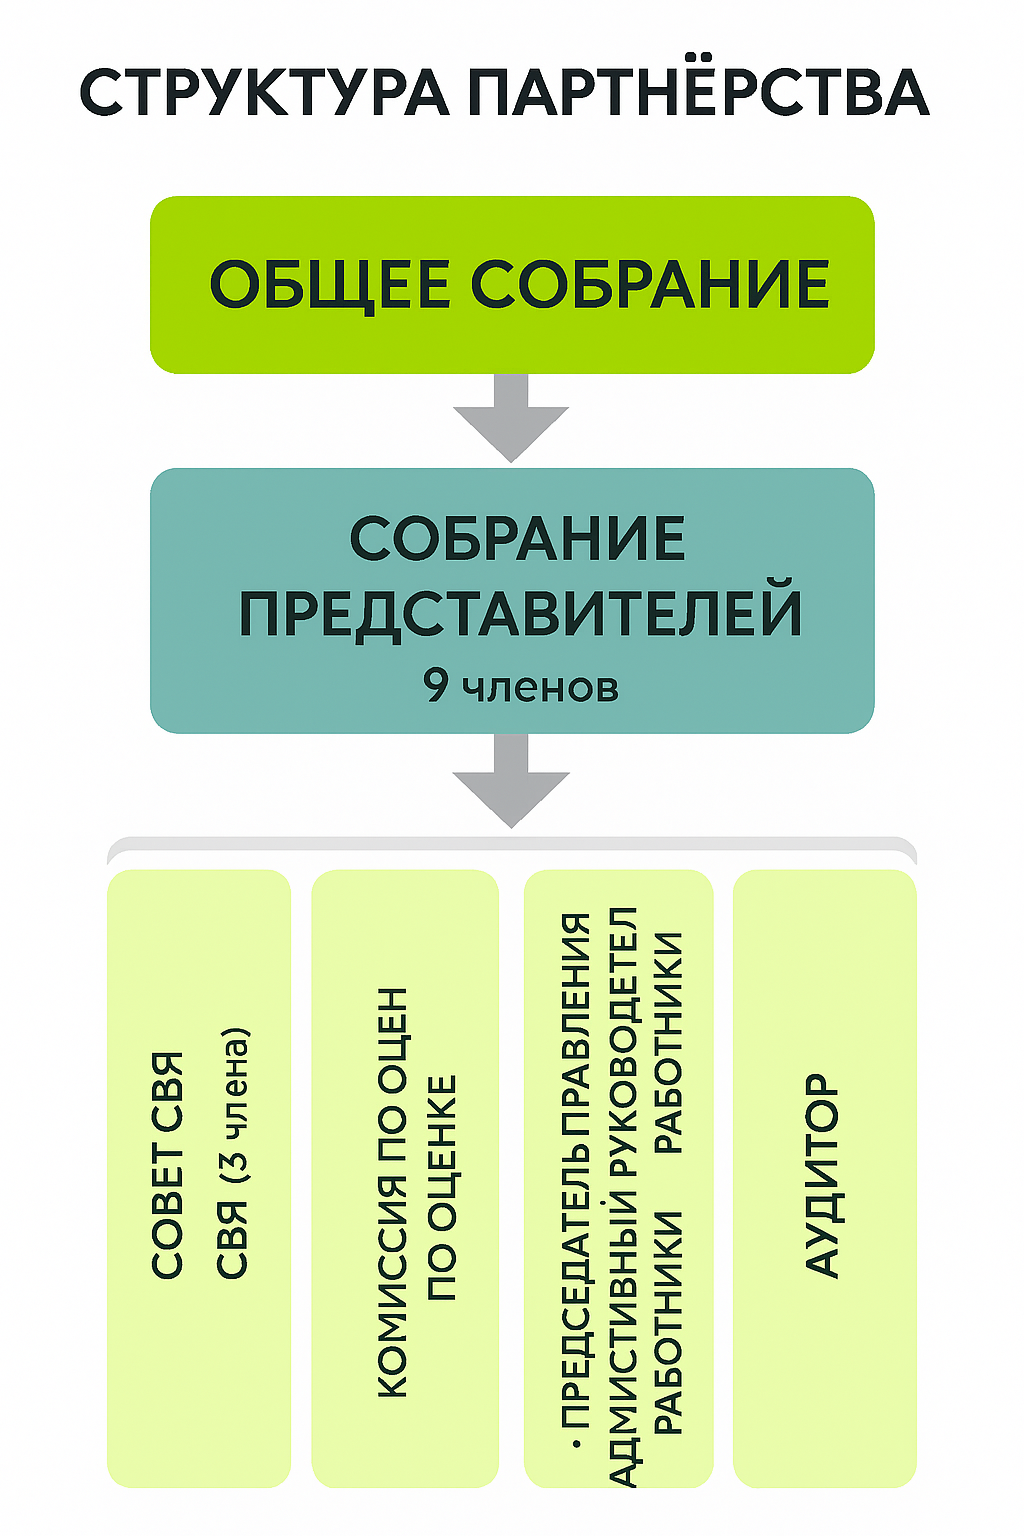 СТРУКТУРА ПАРТНЁРСТВА
ОБЩЕЕ СОБРАНИЕ
СОБРАНИЕ
ПРЕДСТАВИТЕЛЕЙ
9 членов
СОВЕТ СВЯ
СВЯ (3 члена)
КОМИССИЯ ПО ОЦЕН
ПО ОЦЕНКЕ
• ПРЕДСЕДАТЕЛЬ ПРАВЛЕНИЯ
АДМИСТИВНЫЙ РУКОВОДЕТЕЛ
РАБОТНИКИ РАБОТНИКИ
АУДИТОР